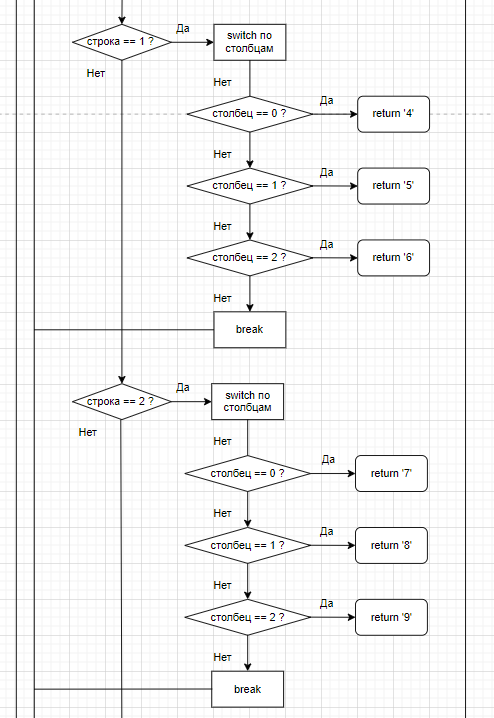 Да
строка == 1 ?
switch по
столбцам
Нет
Нет
Да
столбец == 0 ?
return '4'
Нет
Да
столбец == 1 ?
return '5'
Нет
Да
столбец == 2 ?
return '6'
Нет
break
Да
строка == 2 ?
switch по
столбцам
Нет
Нет
Да
столбец == 0 ?
return '7'
Нет
Да
столбец == 1 ?
return '8'
Нет
Да
столбец == 2 ?
return '9'
Нет
break